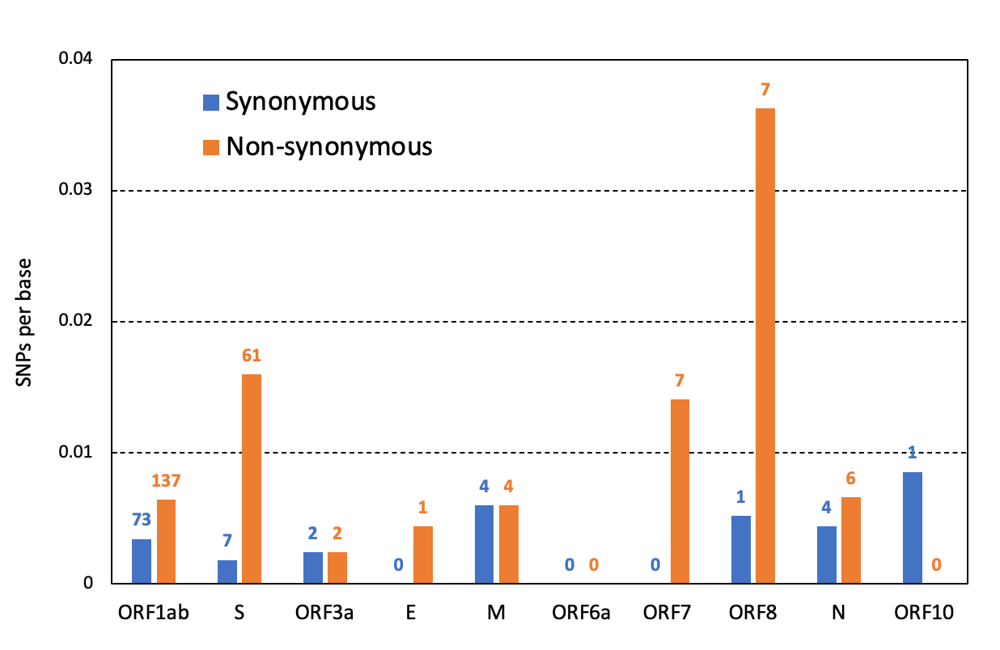 0.04
Synonymous
Non-synonymous
0.03
0.02
0.01
0
SNPs per base
73
137
7
61
2
2
0
1
4
4
0
0
0
7
1
7
4
6
1
0
ORF1ab
S
ORF3a
E
M
ORF6a
ORF7
ORF8
N
ORF10